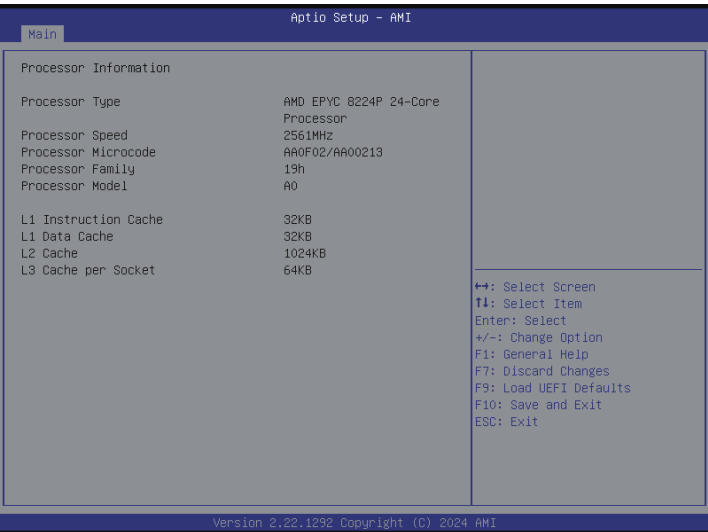 Aptio Setup – AMI
Main
Processor Information
Processor Type AMD EPYC 8224P 24-Core
Processor
Processor Speed 2561MHz
Processor Microcode AA0F02/AA00213
Processor Family 19h
Processor Model A0
L1 Instruction Cache 32KB
L1 Data Cache 32KB
L2 Cache 1024KB
L3 Cache per Socket 64KB
↔: Select Screen
↑↓: Select Item
Enter: Select
+/-: Change Option
F1: General Help
F7: Discard Changes
F9: Load UEFI Defaults
F10: Save and Exit
ESC: Exit
Version 2.22.1292 Copyright (C) 2024 AMI